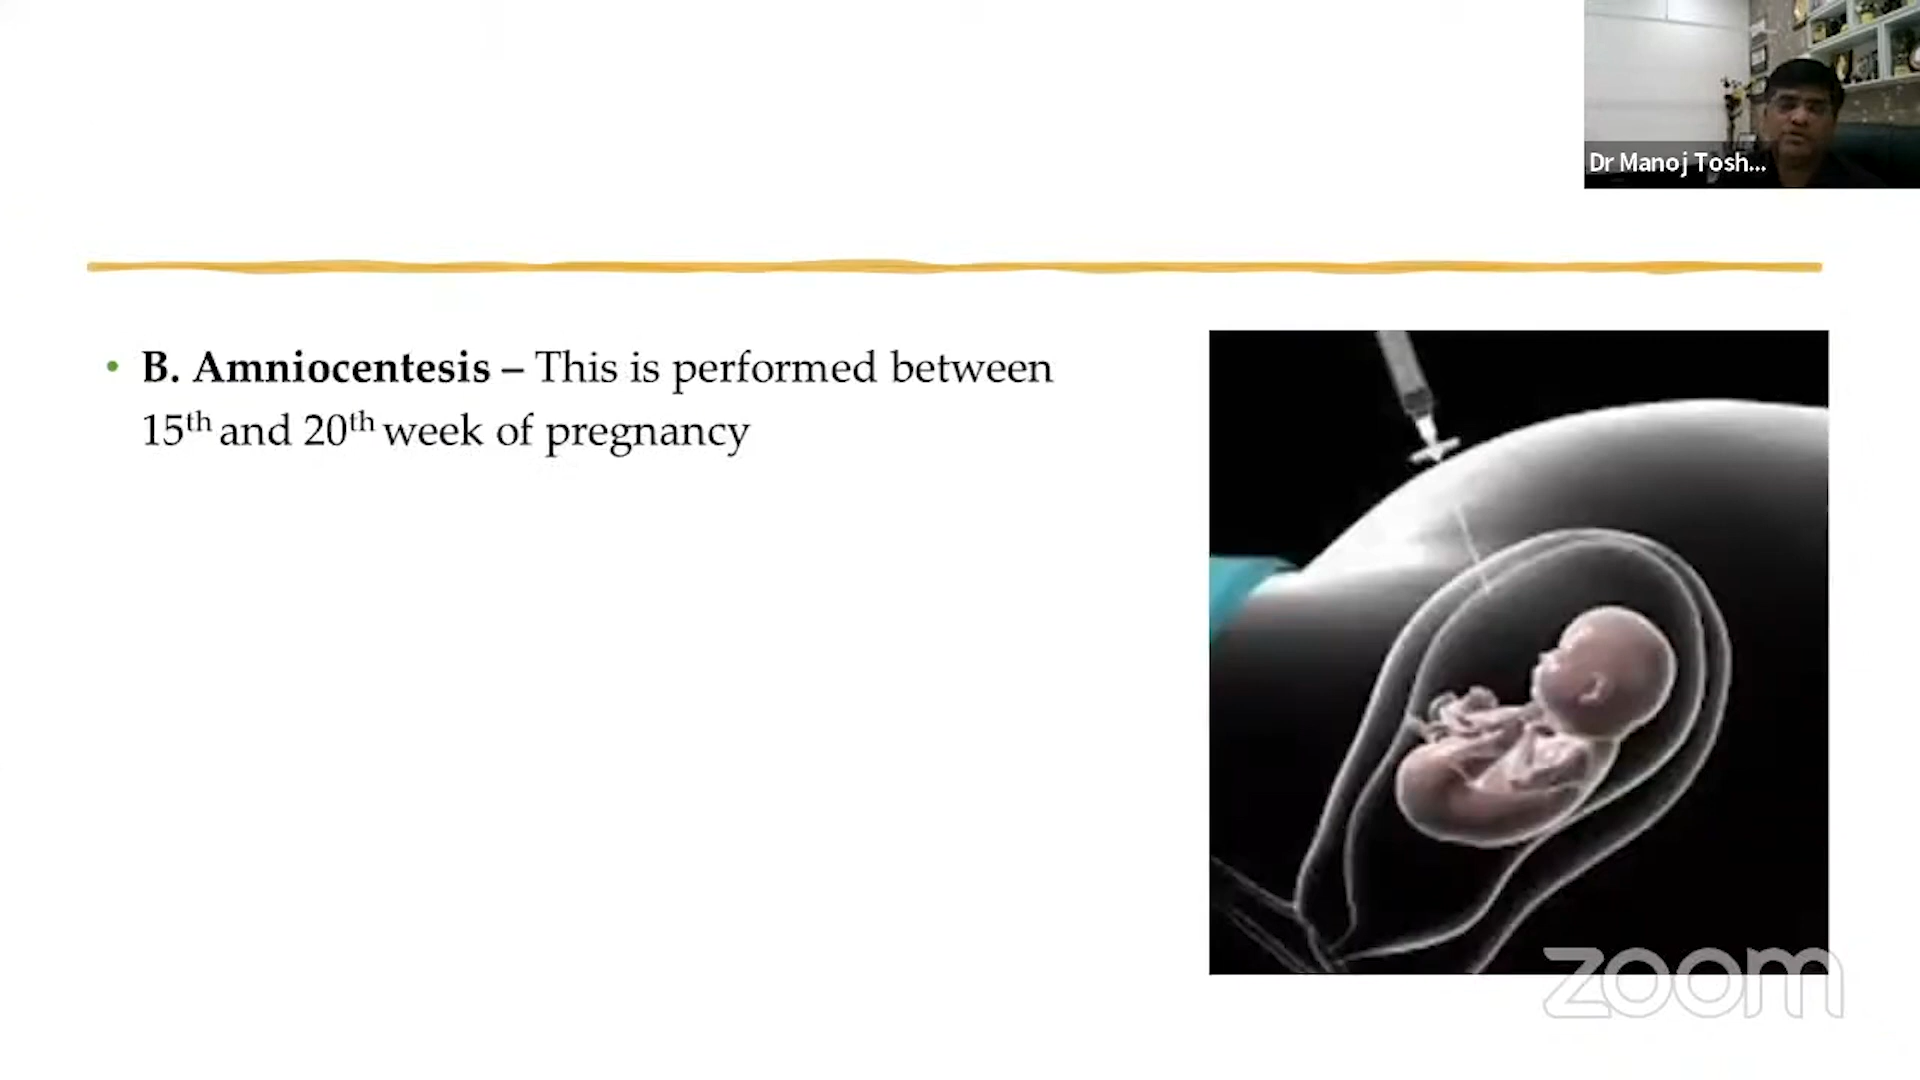 Dr Manoj Tosh...
• B. Amniocentesis – This is performed between
15th and 20th week of pregnancy
zoom